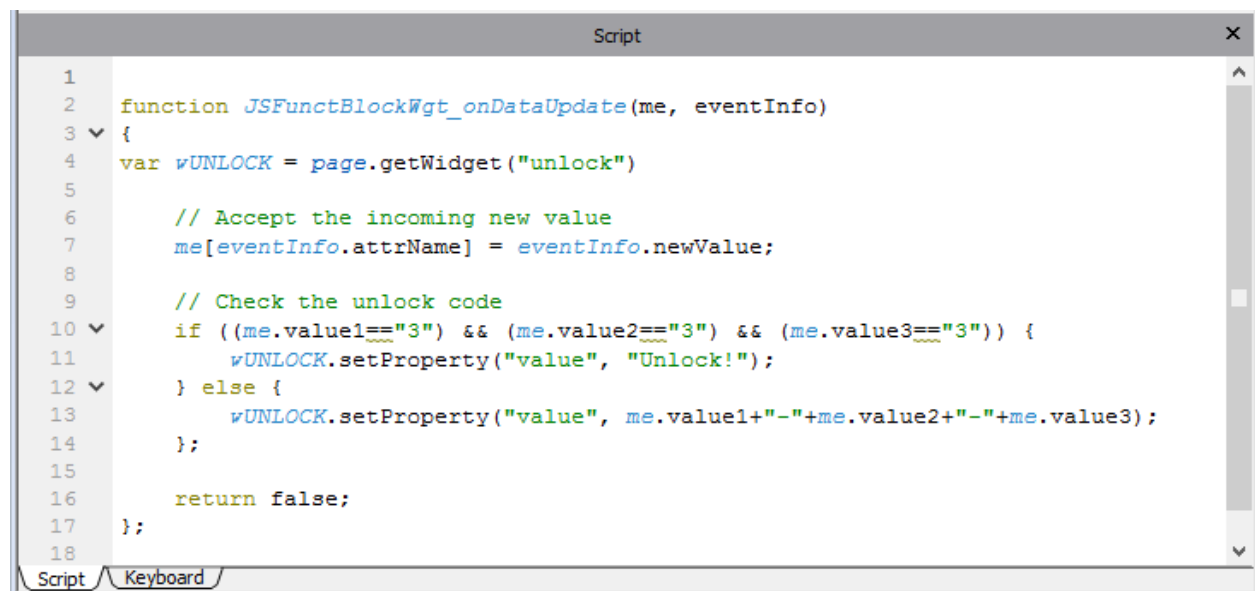 Script
1
2 function JSFunctBlockWgt_onDataUpdate(me, eventInfo)
3 {
4 var wUNLOCK = page.getWidget("unlock")
5
6 // Accept the incoming new value
7 me[eventInfo.attrName] = eventInfo.newValue;
8
9 // Check the unlock code
10 if ((me.value1=="3") && (me.value2=="3") && (me.value3=="3")) {
11 wUNLOCK.setProperty("value", "Unlock!");
12 } else {
13 wUNLOCK.setProperty("value", me.value1+"-"+me.value2+"-"+me.value3);
14 };
15
16 return false;
17 };
18
Script Keyboard